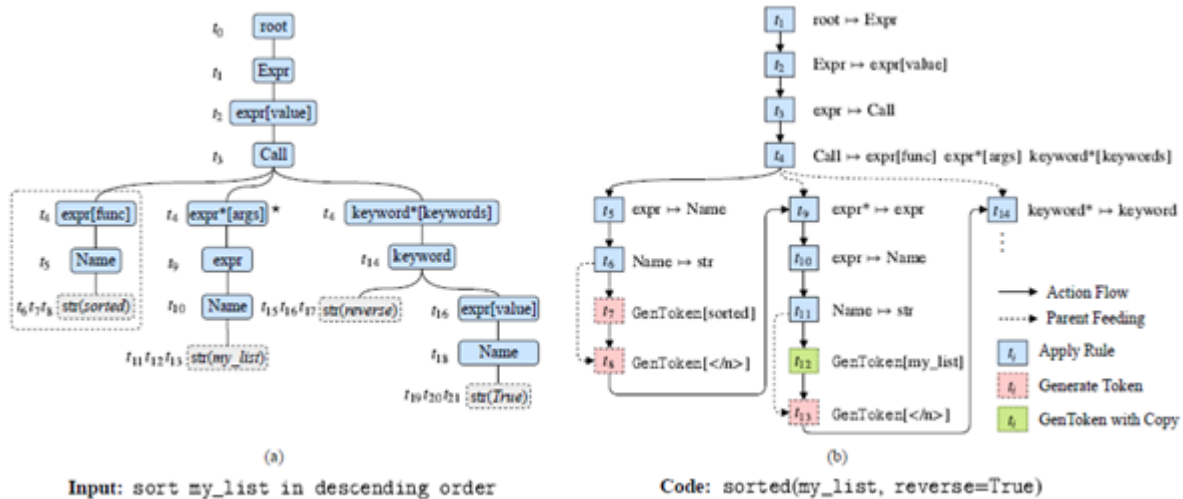 t0 root
t1 Expr
t2 expr[value]
t3 Call
t4 expr[func] t4 expr*[args] * t4 keyword*[keywords]
t5 Name t9 expr t14 keyword
t6 t7 t8 str(sorted) t10 Name t15 t16 t17 str(reverse) t16 expr[value]
t11 t12 t13 str(my_list) t18 Name
t19 t20 t21 str(True)
(a)
Input: sort my_list in descending order
t1 root ↦ Expr
t2 Expr ↦ expr[value]
t3 expr ↦ Call
t4 Call ↦ expr[func] expr*[args] keyword*[keywords]
t5 expr ↦ Name t9 expr* ↦ expr t14 keyword* ↦ keyword
t6 Name ↦ str t10 expr ↦ Name
t7 GenToken[sorted] t11 Name ↦ str
t8 GenToken[</n>] t12 GenToken[my_list]
t13 GenToken[</n>]
Action Flow
Parent Feeding
ti Apply Rule
ti Generate Token
ti GenToken with Copy
(b)
Code: sorted(my_list, reverse=True)